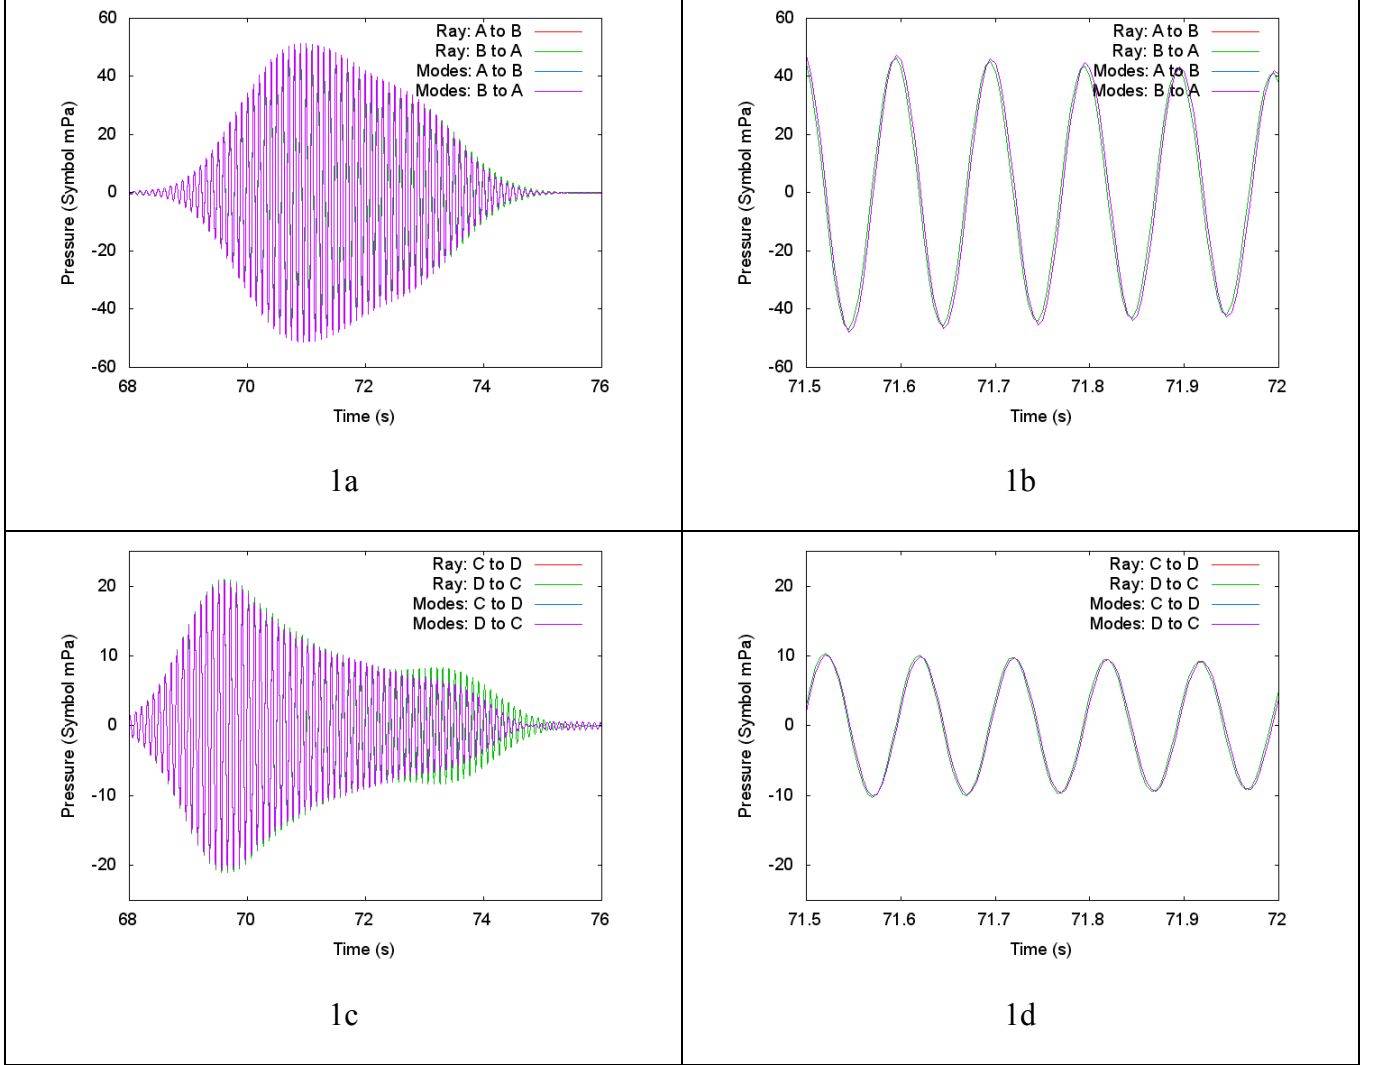 60
40
20
0
-20
-40
-60
68
70
72
74
76
Pressure (Symbol mPa)
Time (s)
Ray: A to B
Ray: B to A
Modes: A to B
Modes: B to A
1a
60
40
20
0
-20
-40
-60
71.5
71.6
71.7
71.8
71.9
72
Pressure (Symbol mPa)
Time (s)
Ray: A to B
Ray: B to A
Modes: A to B
Modes: B to A
1b
20
10
0
-10
-20
68
70
72
74
76
Pressure (Symbol mPa)
Time (s)
Ray: C to D
Ray: D to C
Modes: C to D
Modes: D to C
1c
20
10
0
-10
-20
71.5
71.6
71.7
71.8
71.9
72
Pressure (Symbol mPa)
Time (s)
Ray: C to D
Ray: D to C
Modes: C to D
Modes: D to C
1d